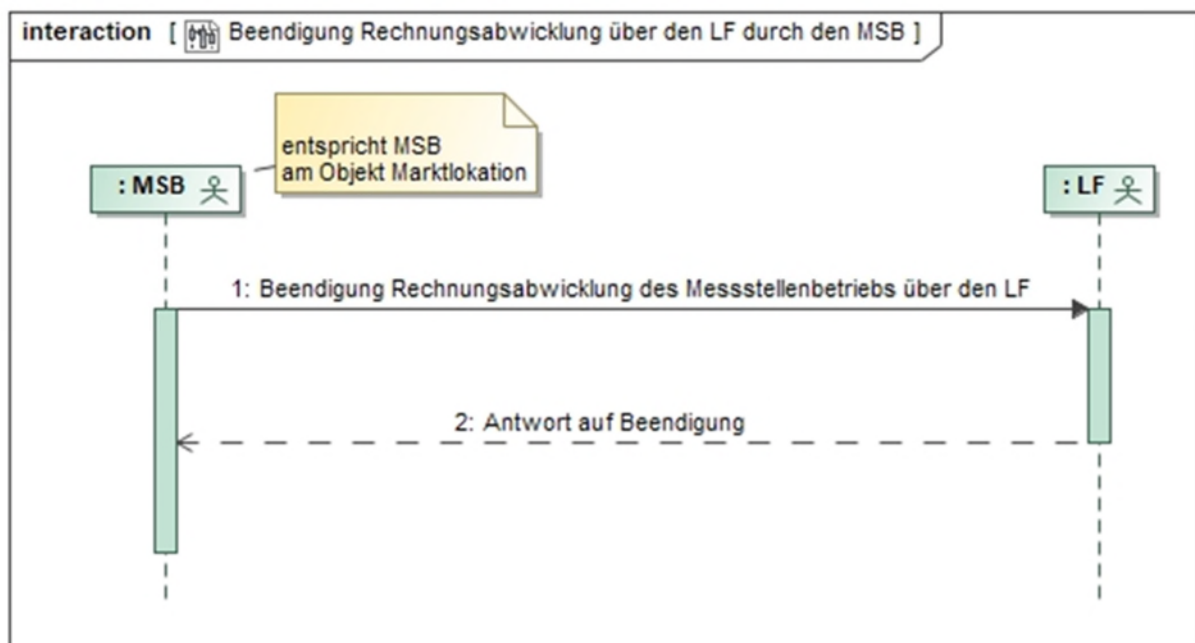 interaction [ Beendigung Rechnungsabwicklung über den LF durch den MSB ]
entspricht MSB
am Objekt Marktlokation
: MSB
: LF
1: Beendigung Rechnungsabwicklung des Messstellenbetriebs über den LF
2: Antwort auf Beendigung